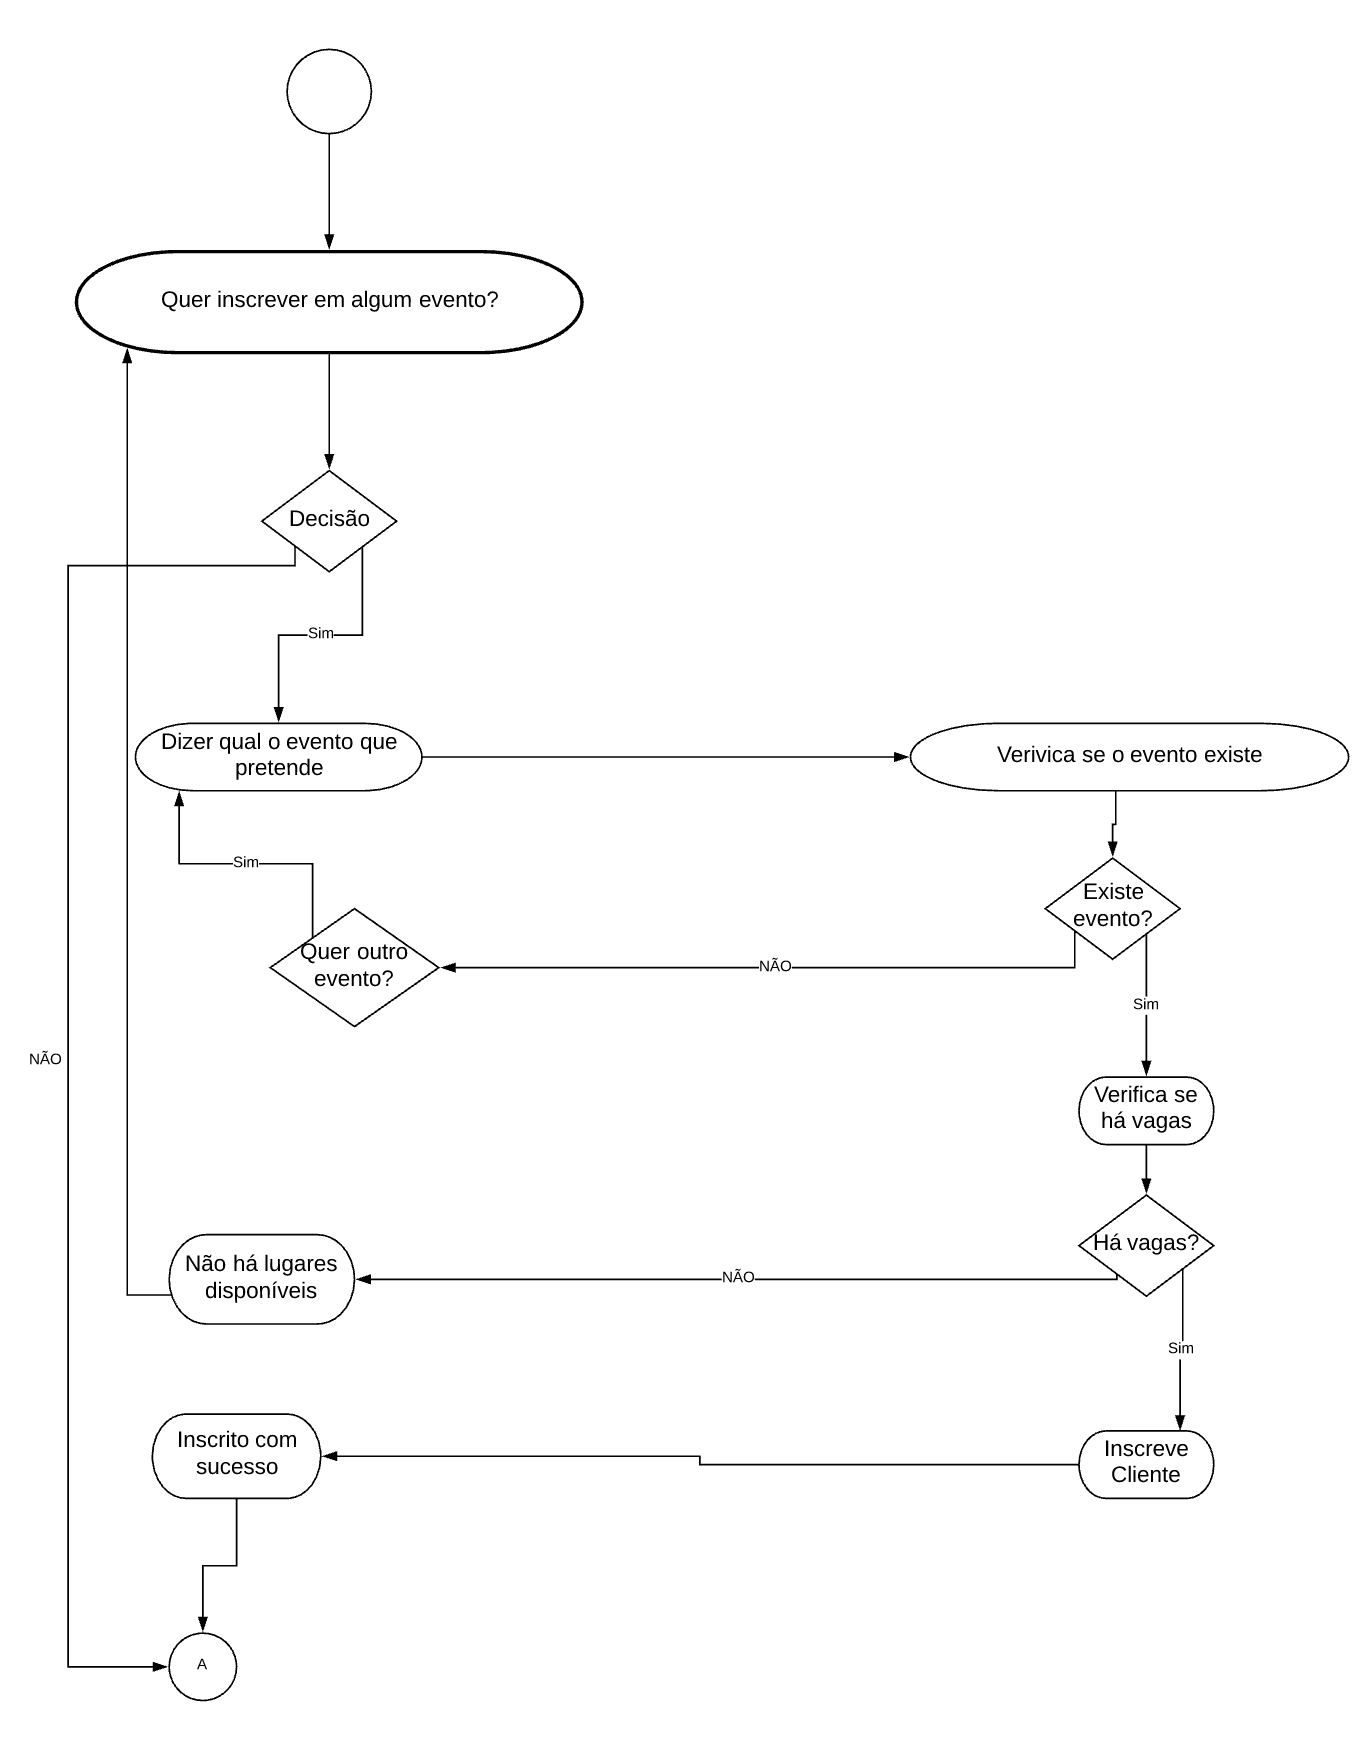 Quer inscrever em algum evento?
Decisão
Sim
Dizer qual o evento que
pretende
Verivica se o evento existe
Sim
Existe
evento?
Quer outro
evento?
NÃO
Sim
NÃO
Verifica se
há vagas
Há vagas?
Não há lugares
disponíveis
NÃO
Sim
Inscrito com
sucesso
Inscreve
Cliente
A